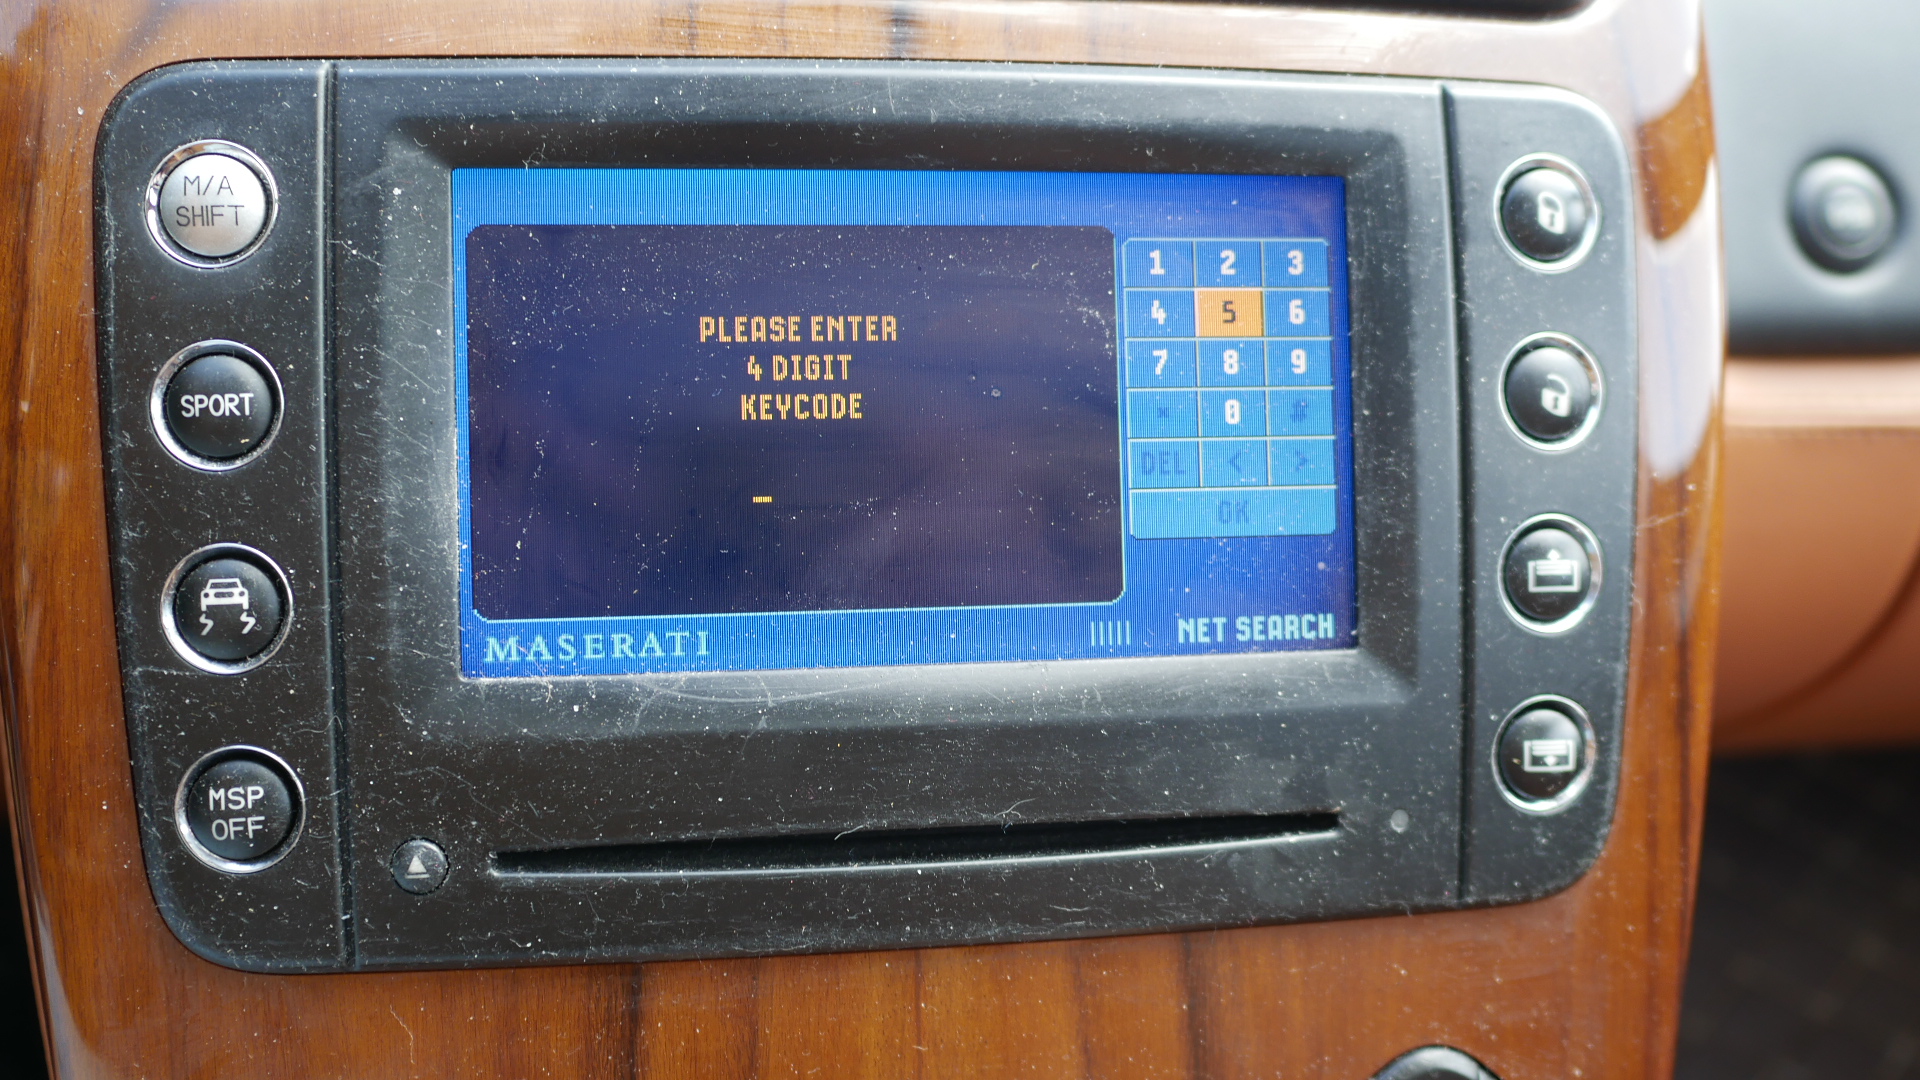 M/A
SHIFT
SPORT
MSP
OFF
PLEASE ENTER
4 DIGIT
KEYCODE
1 2 3
4 5 6
7 8 9
* 0 #
DEL < >
OK
MASERATI
NET SEARCH